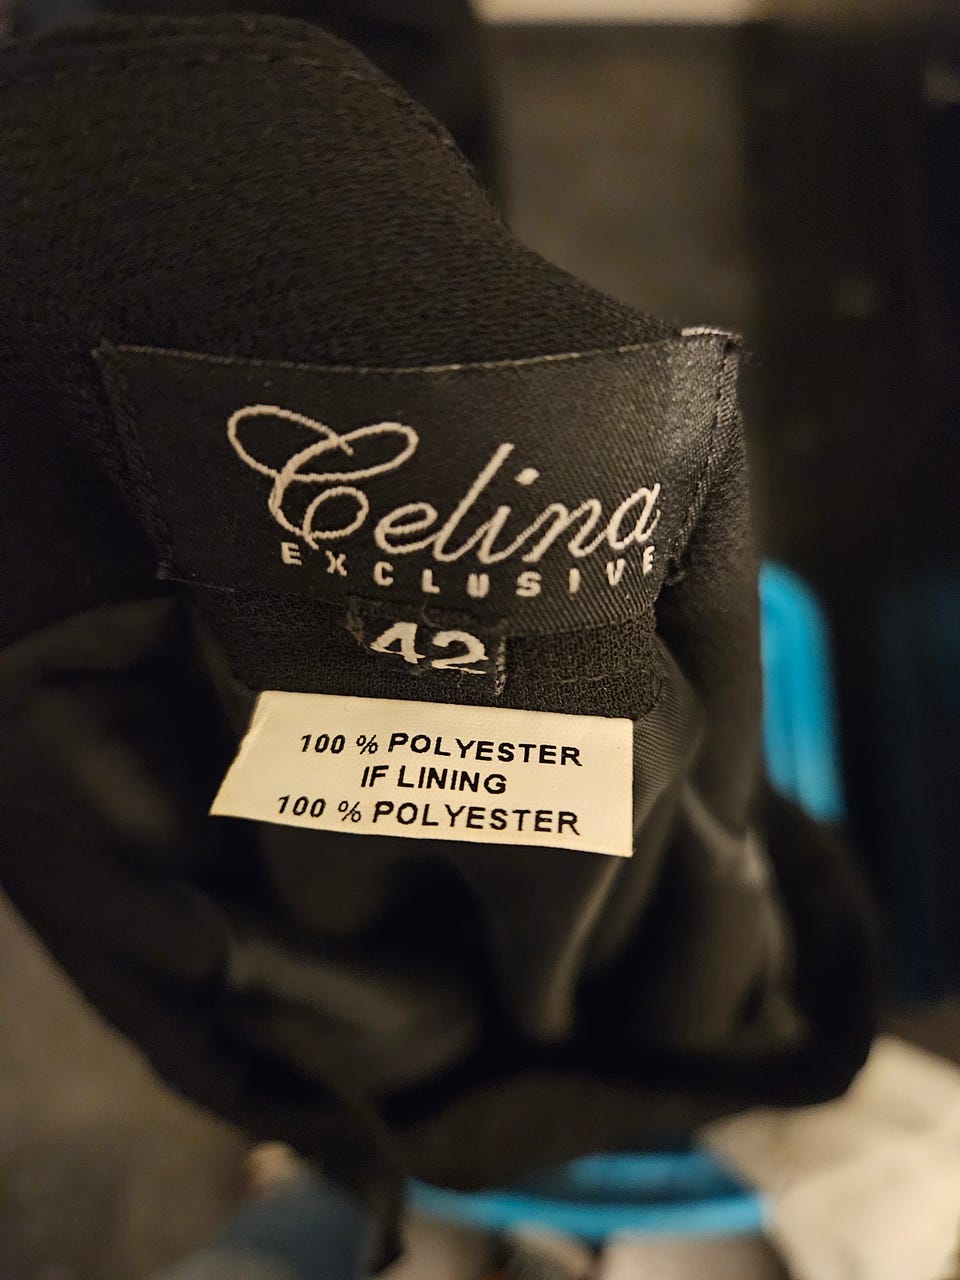 Celina
EXCLUSIVE
42
100 % POLYESTER
IF LINING
100 % POLYESTER